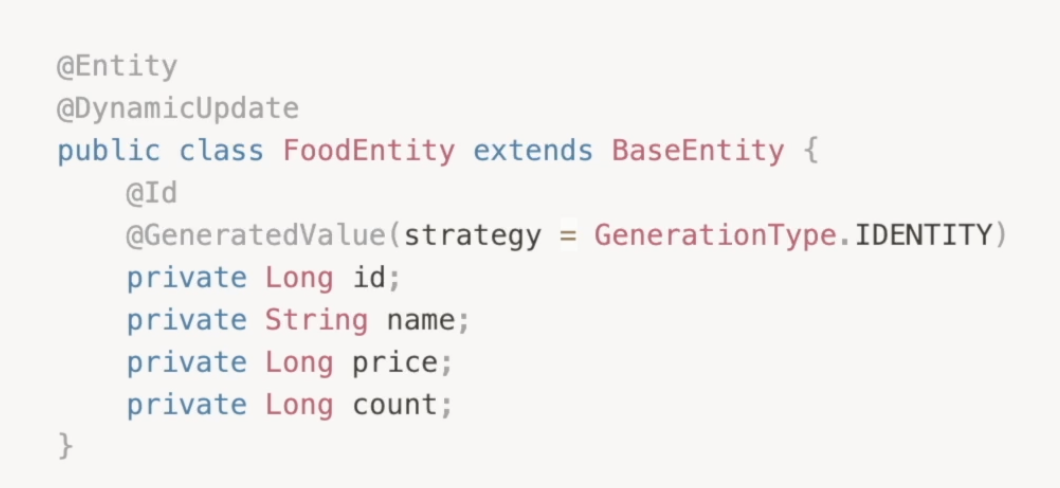 @Entity
@DynamicUpdate
public class FoodEntity extends BaseEntity {
    @Id
    @GeneratedValue(strategy = GenerationType.IDENTITY)
    private Long id;
    private String name;
    private Long price;
    private Long count;
}